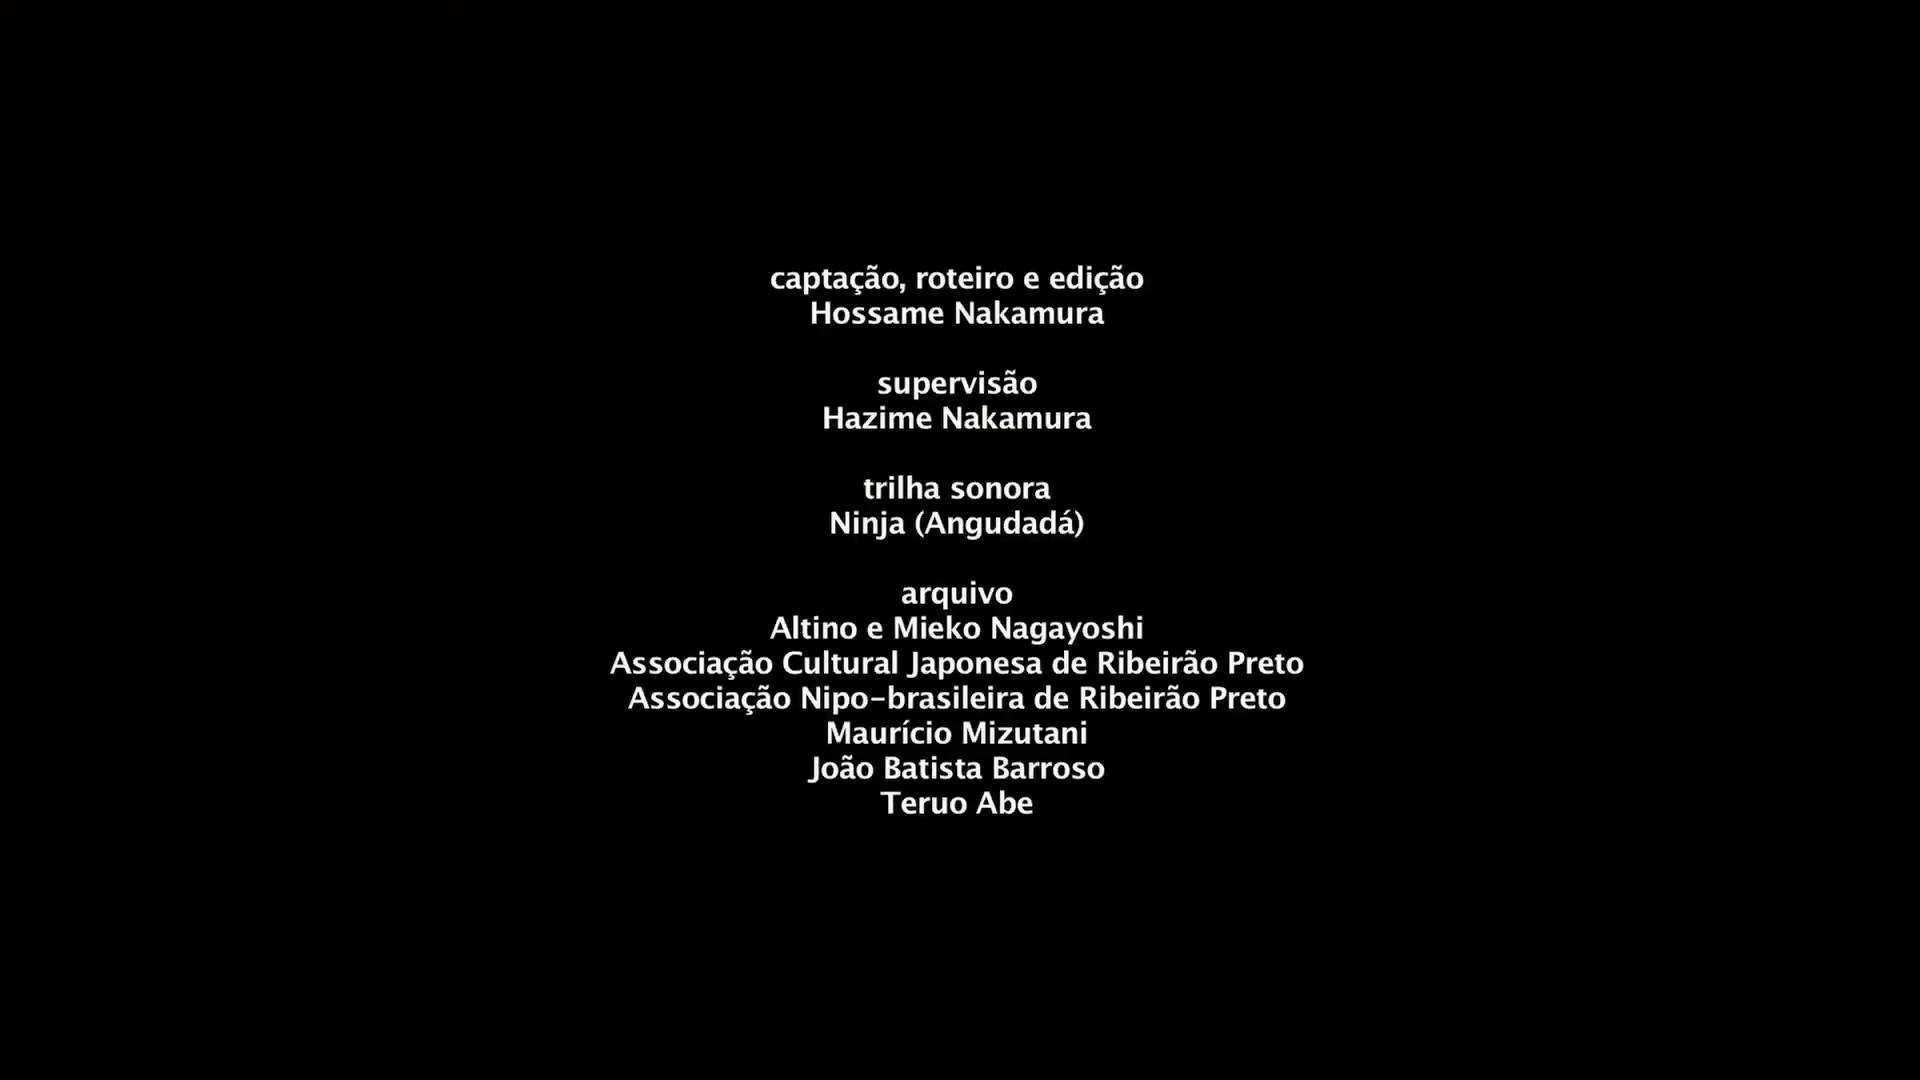 captação, roteiro e edição
Hossame Nakamura
supervisão
Hazime Nakamura
trilha sonora
Ninja (Angudadá)
arquivo
Altino e Mieko Nagayoshi
Associação Cultural Japonesa de Ribeirão Preto
Associação Nipo-brasileira de Ribeirão Preto
Maurício Mizutani
João Batista Barroso
Teruo Abe